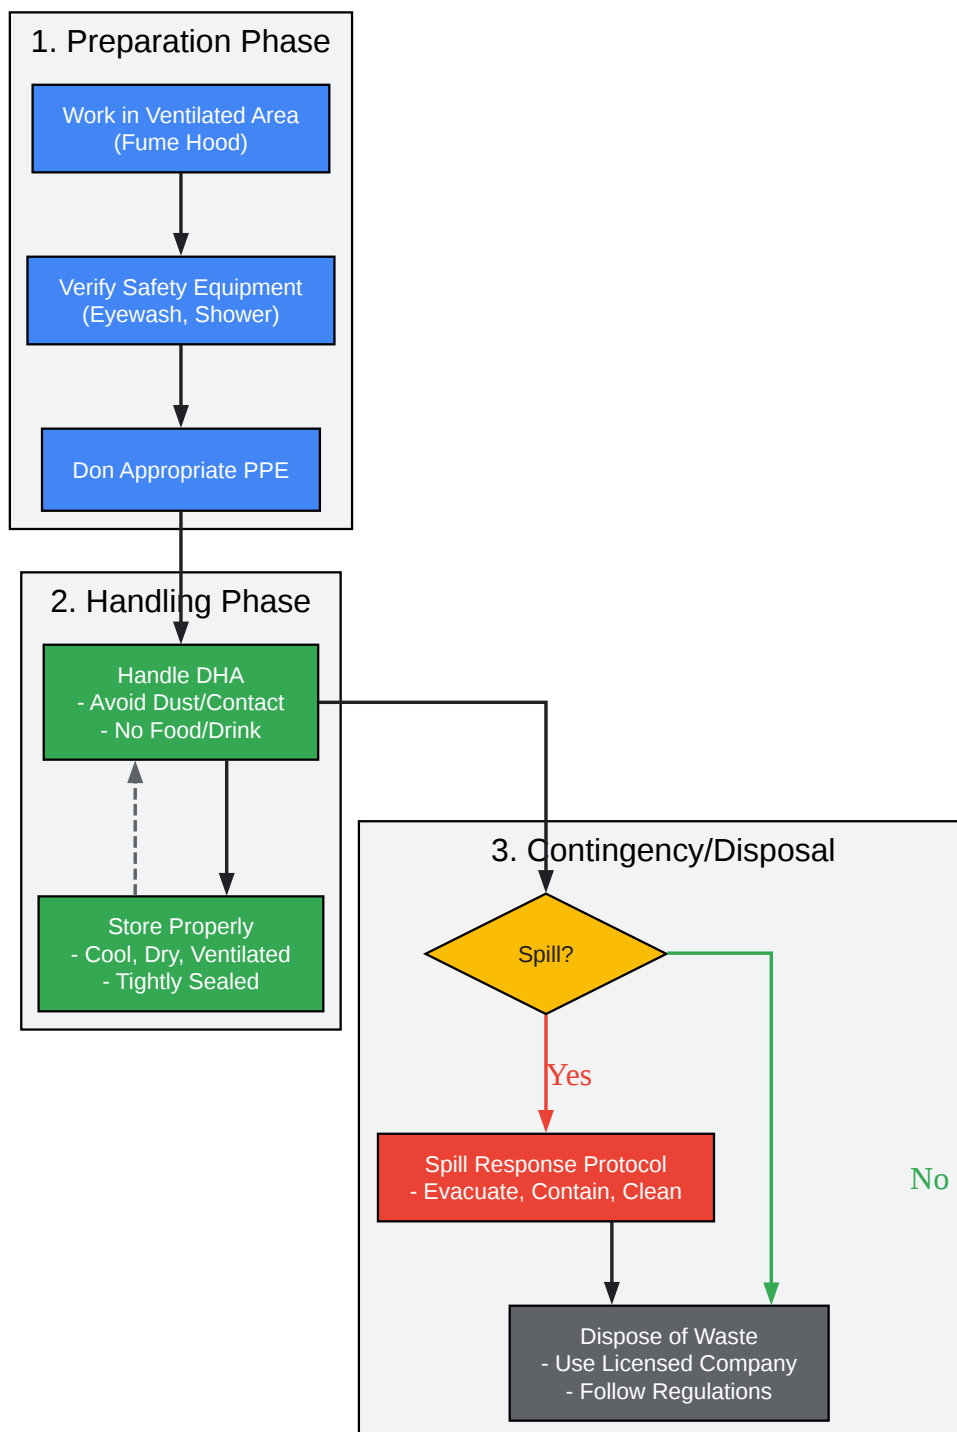 1. Preparation Phase
Work in Ventilated Area
(Fume Hood)
Verify Safety Equipment
(Eyewash, Shower)
Don Appropriate PPE
2. Handling Phase
Handle DHA
- Avoid Dust/Contact
- No Food/Drink
Store Properly
- Cool, Dry, Ventilated
- Tightly Sealed
3. Contingency/Disposal
Spill?
Yes
Spill Response Protocol
- Evacuate, Contain, Clean
No
Dispose of Waste
- Use Licensed Company
- Follow Regulations